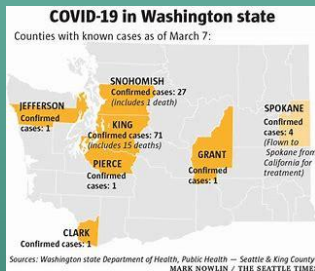 COVID-19 in Washington state
Counties with known cases as of March 7:
SNOHOMISH
Confirmed cases: 27
(includes 1 death)
JEFFERSON
Confirmed
cases: 1
KING
Confirmed cases: 71
(includes 15 deaths)
PIERCE
Confirmed
cases: 1
GRANT
Confirmed
cases: 1
SPOKANE
Confirmed
cases: 4
(Flown to
Spokane from
California for
treatment)
CLARK
Confirmed cases: 1
Sources: Washington state Department of Health, Public Health — Seattle & King County
MARK NOWLIN / THE SEATTLE TIMES